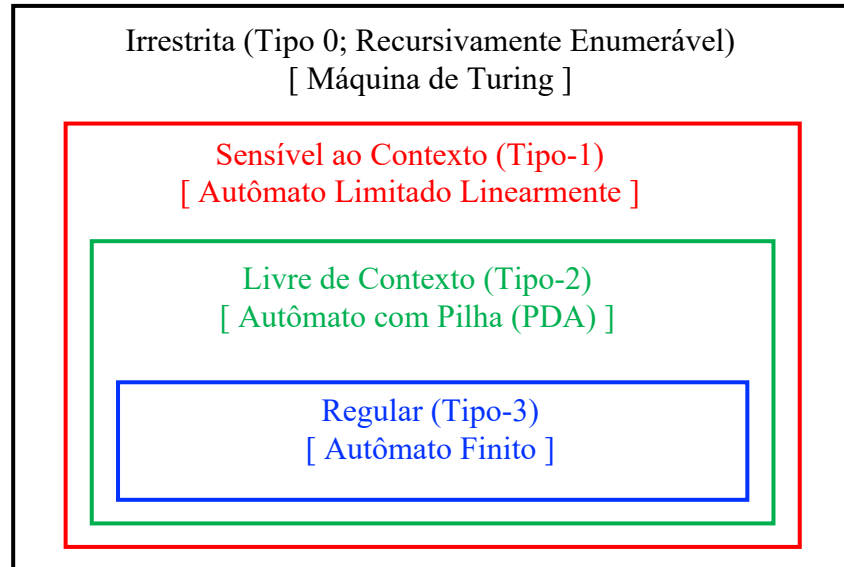 Irrestrita (Tipo 0; Recursivamente Enumerável)
[ Máquina de Turing ]
Sensível ao Contexto (Tipo-1)
[ Autômato Limitado Linearmente ]
Livre de Contexto (Tipo-2)
[ Autômato com Pilha (PDA) ]
Regular (Tipo-3)
[ Autômato Finito ]